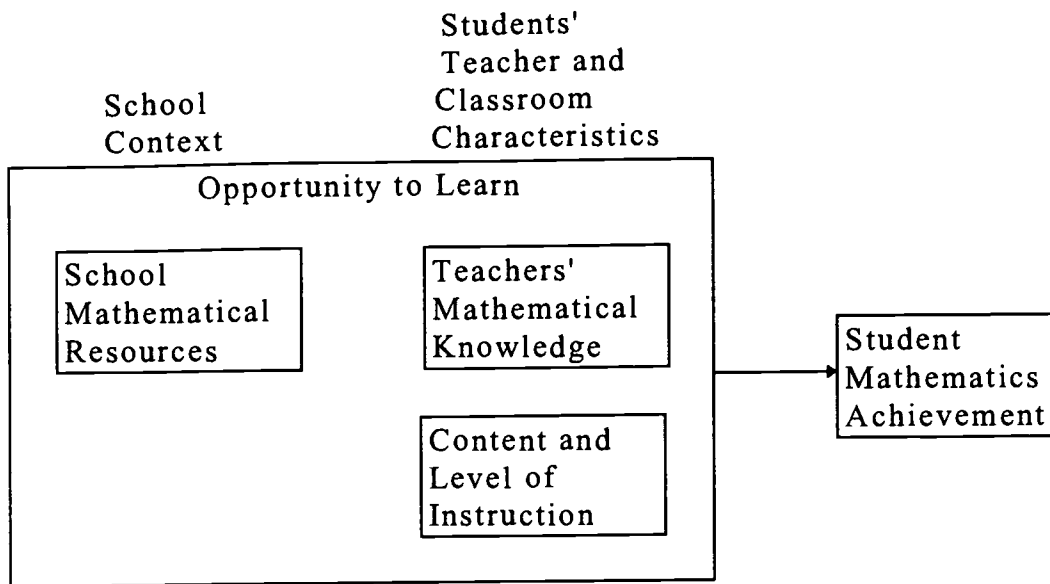 School
Context
Students'
Teacher and
Classroom
Characteristics
Opportunity to Learn
School
Mathematical
Resources
Teachers'
Mathematical
Knowledge
Content and
Level of
Instruction
Student
Mathematics
Achievement